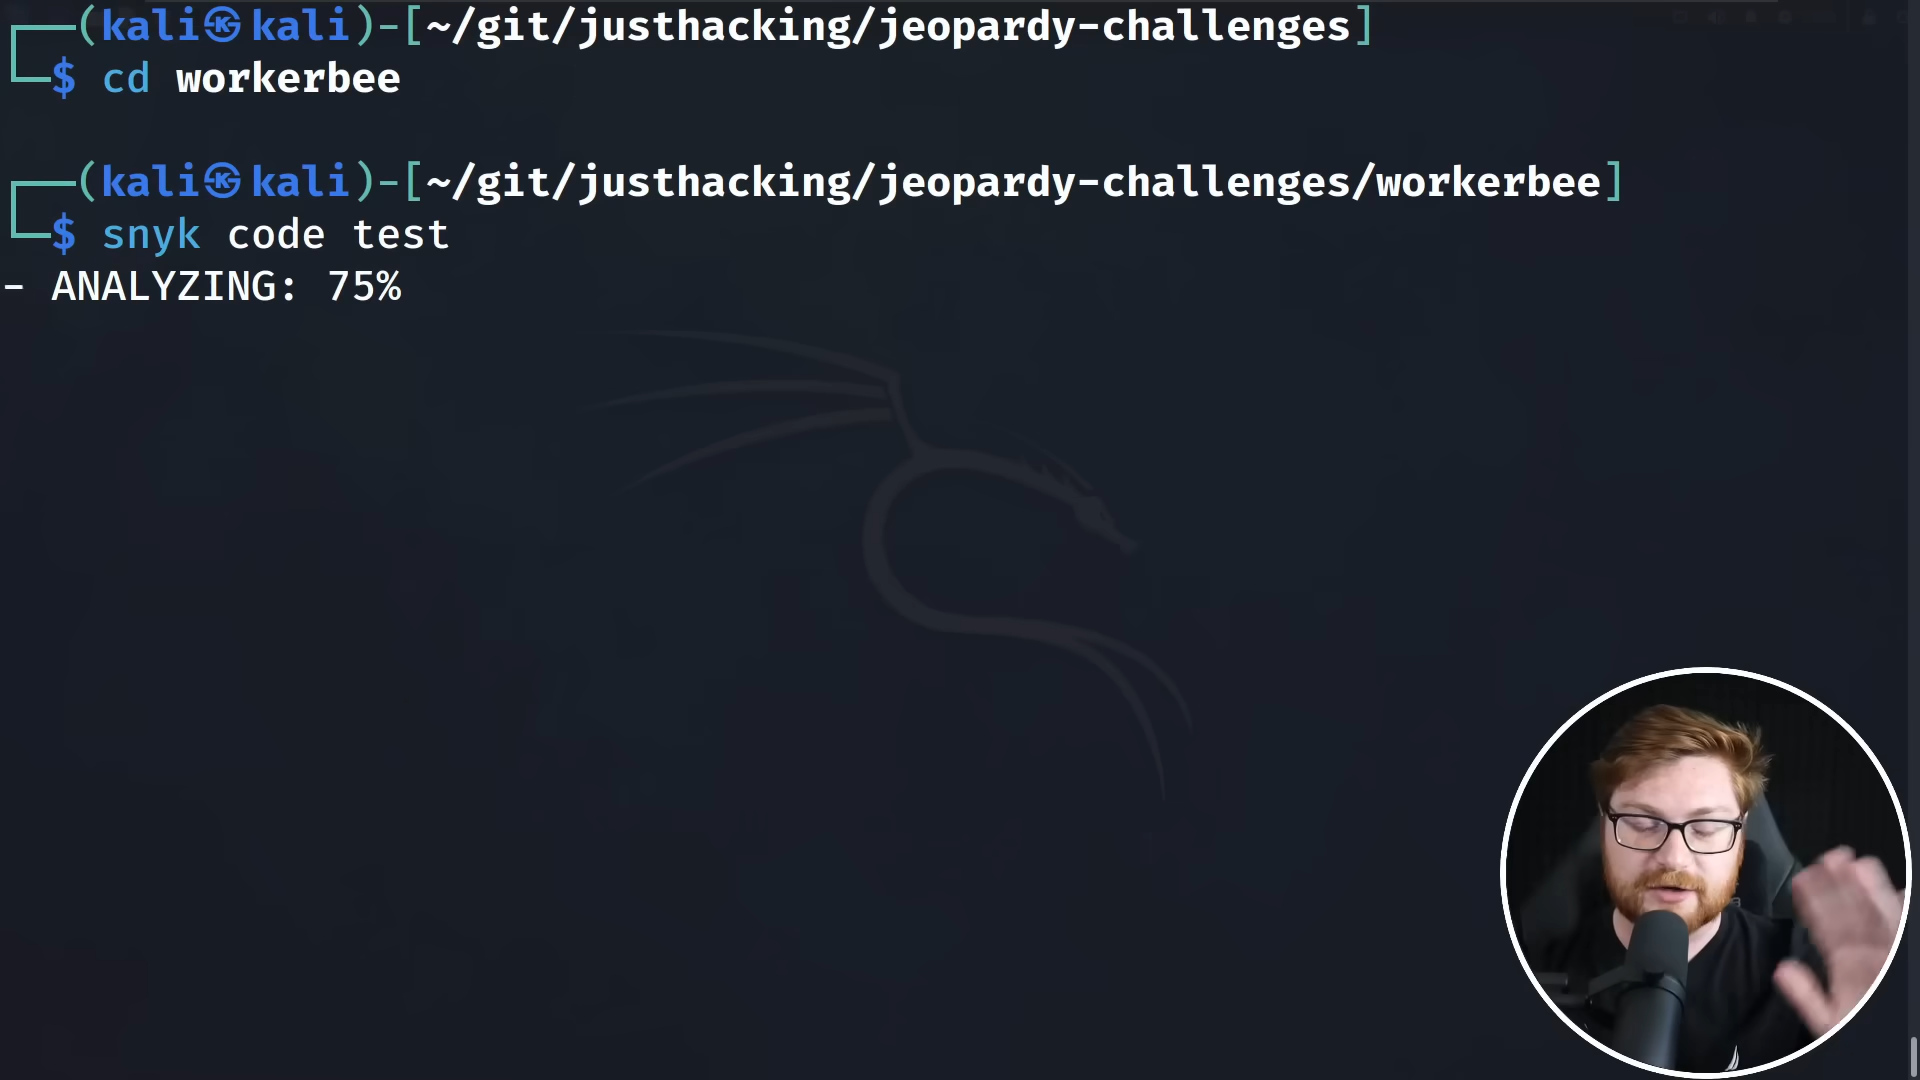 (kali㉿kali)-[~/git/justhacking/jeopardy-challenges]
$ cd workerbee
(kali㉿kali)-[~/git/justhacking/jeopardy-challenges/workerbee]
$ snyk code test
- ANALYZING: 75%